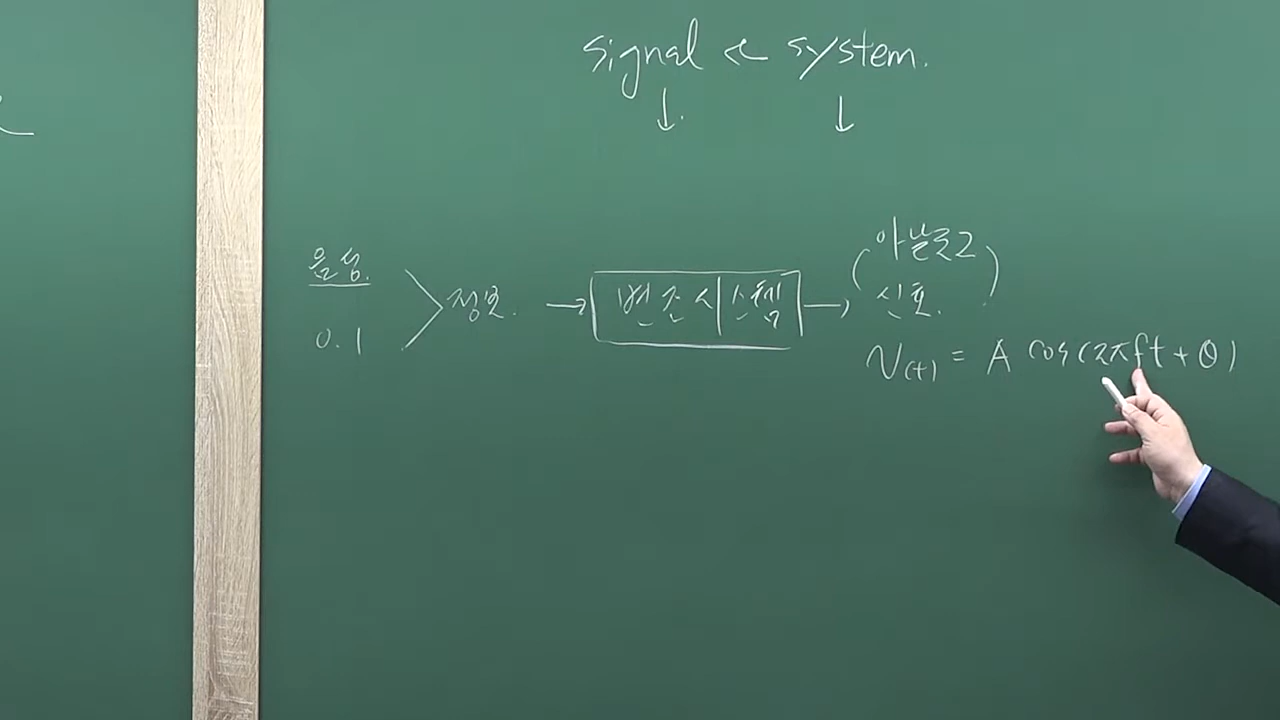 signal & system.
↓ ↓
음성.
0.1
정보.
→ 변조 시스템 →
(아날로그
신호.)
v(t) = A cos(2πft + θ)